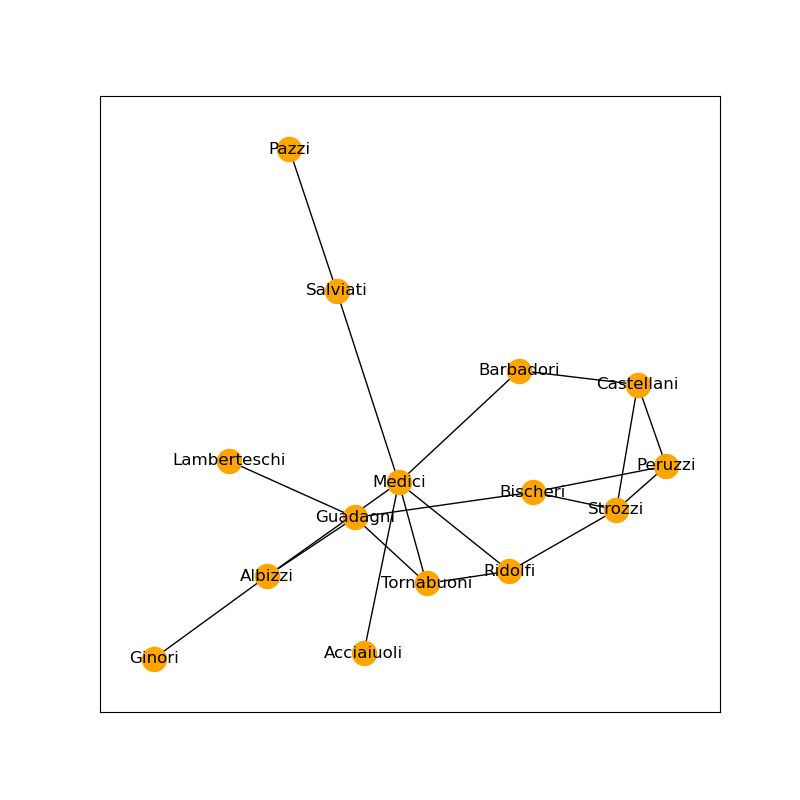 Pazzi
Salviati
Barbadori
Castellani
Lamberteschi
Peruzzi
Medici
Bischeri
Strozzi
Guadagni
Ridolfi
Albizzi
Tornabuoni
Acciaiuoli
Ginori